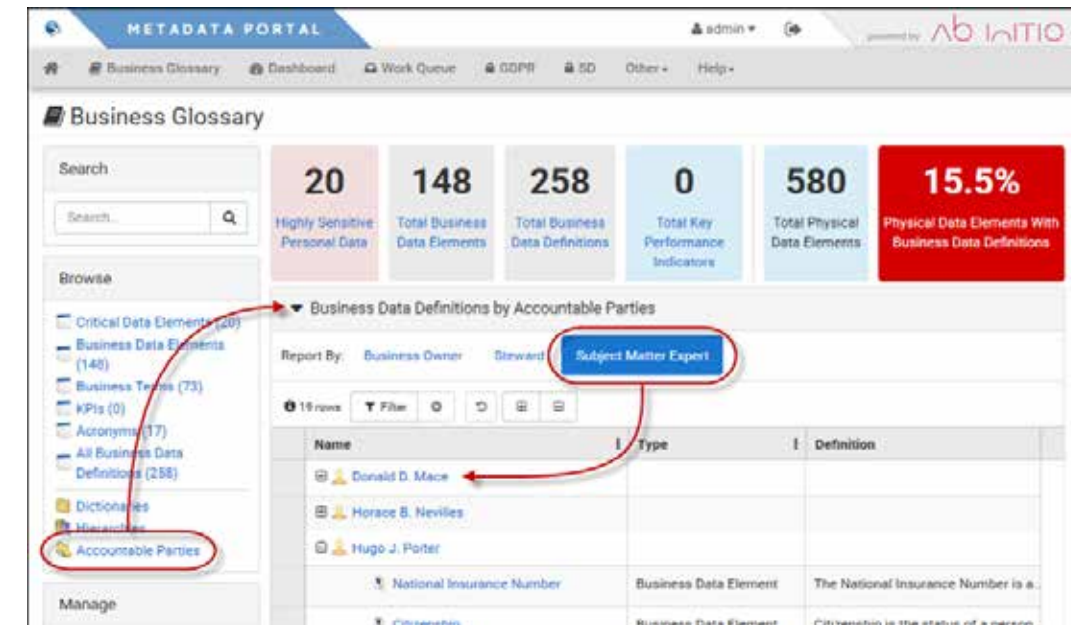 METADATA PORTAL
admin
powered by Ab INITIO
Business Glossary
Dashboard
Work Queue
GDPR
SD
Other
Help
Business Glossary
Search
Search..
Browse
Critical Data Elements (20)
Business Data Elements
(148)
Business Terms (73)
KPIs (0)
Acronyms (17)
All Business Data
Definitions (258)
Dictionaries
Hierarchies
Accountable Parties
Manage
20
Highly Sensitive
Personal Data
148
Total Business
Data Elements
258
Total Business
Data Definitions
0
Total Key
Performance
Indicators
580
Total Physical
Data Elements
15.5%
Physical Data Elements With
Business Data Definitions
Business Data Definitions by Accountable Parties
Report By: Business Owner Steward Subject Matter Expert
19 rows Filter
Name Type Definition
Donald D. Mace
Horace B. Nevilles
Hugo J. Porter
National Insurance Number Business Data Element The National Insurance Number is a..
Citizenship Business Data Element Citizenship is the status of a person